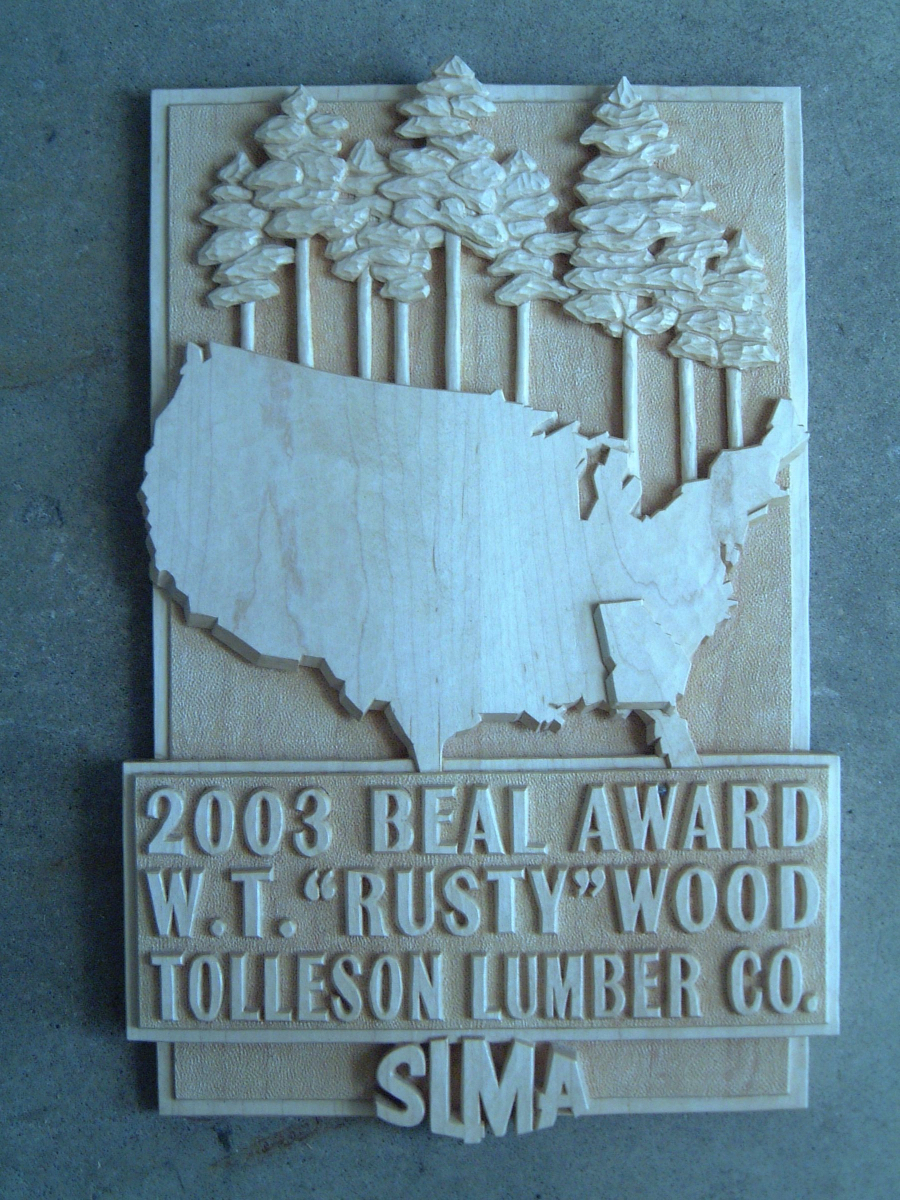 2003 BEAL AWARD
W.T. “RUSTY” WOOD
TOLLESON LUMBER CO.
SLMA